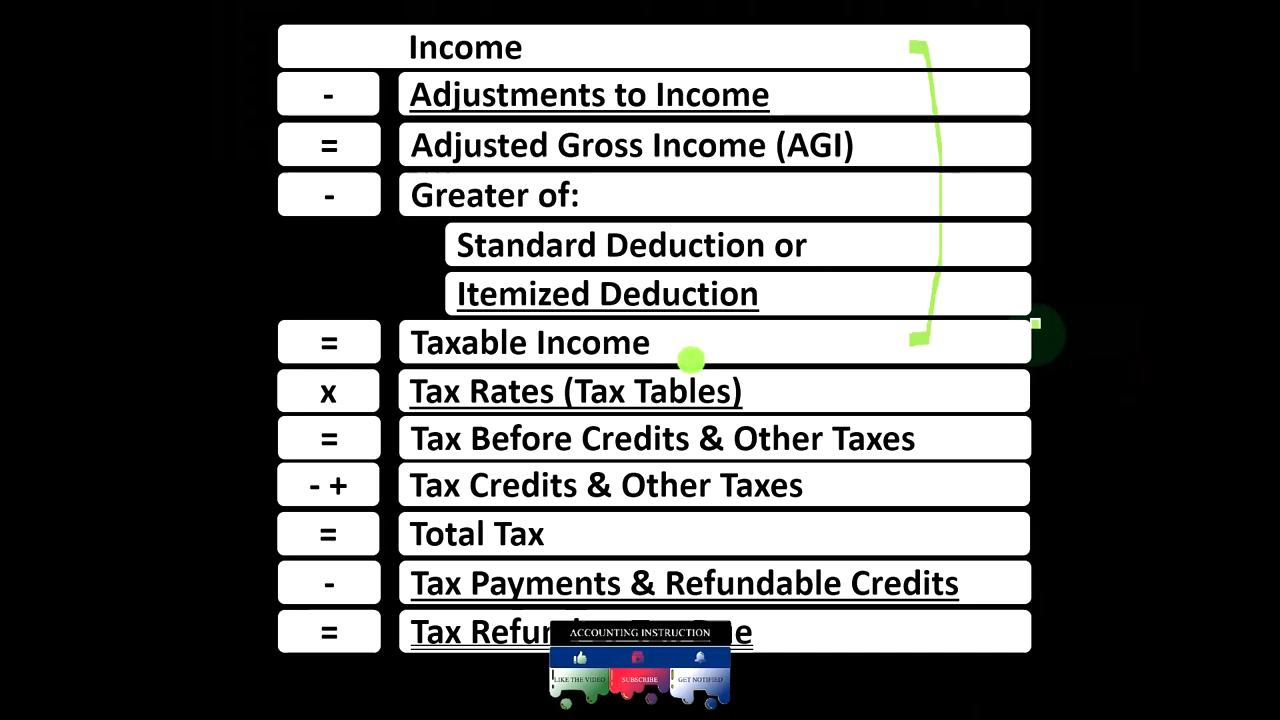 Income
- Adjustments to Income
= Adjusted Gross Income (AGI)
- Greater of:
Standard Deduction or
Itemized Deduction
= Taxable Income
x Tax Rates (Tax Tables)
= Tax Before Credits & Other Taxes
- + Tax Credits & Other Taxes
= Total Tax
- Tax Payments & Refundable Credits
= Tax
ACCOUNTING INSTRUCTION
LIKE THE VIDEO SUBSCRIBE GET NOTIFIED